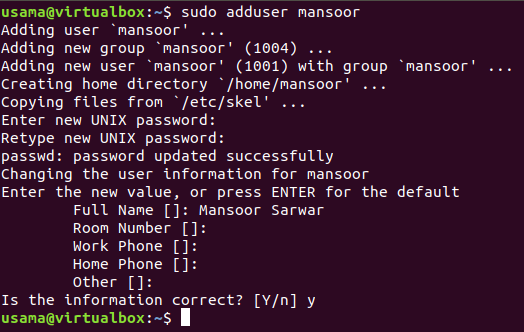 usama@virtualbox:~$ sudo adduser mansoor
Adding user `mansoor' ...
Adding new group `mansoor' (1004) ...
Adding new user `mansoor' (1001) with group `mansoor' ...
Creating home directory `/home/mansoor' ...
Copying files from `/etc/skel' ...
Enter new UNIX password:
Retype new UNIX password:
passwd: password updated successfully
Changing the user information for mansoor
Enter the new value, or press ENTER for the default
Full Name []: Mansoor Sarwar
Room Number []:
Work Phone []:
Home Phone []:
Other []:
Is the information correct? [Y/n] y
usama@virtualbox:~$